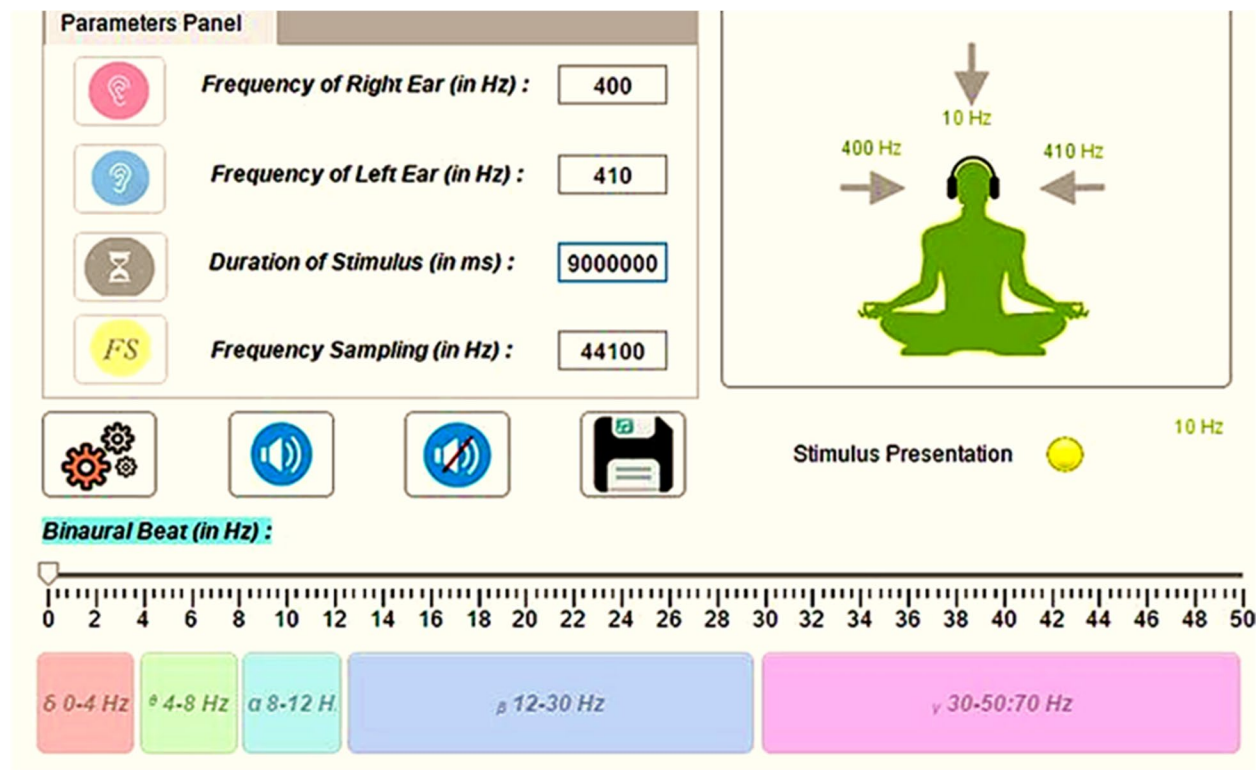 Parameters Panel
Frequency of Right Ear (in Hz) : 400
Frequency of Left Ear (in Hz) : 410
Duration of Stimulus (in ms) : 9000000
FS Frequency Sampling (in Hz) : 44100
10 Hz
400 Hz 410 Hz
Stimulus Presentation 10 Hz
Binaural Beat (in Hz) :
0 2 4 6 8 10 12 14 16 18 20 22 24 26 28 30 32 34 36 38 40 42 44 46 48 50
δ 0-4 Hz θ 4-8 Hz α 8-12 H β 12-30 Hz γ 30-50:70 Hz